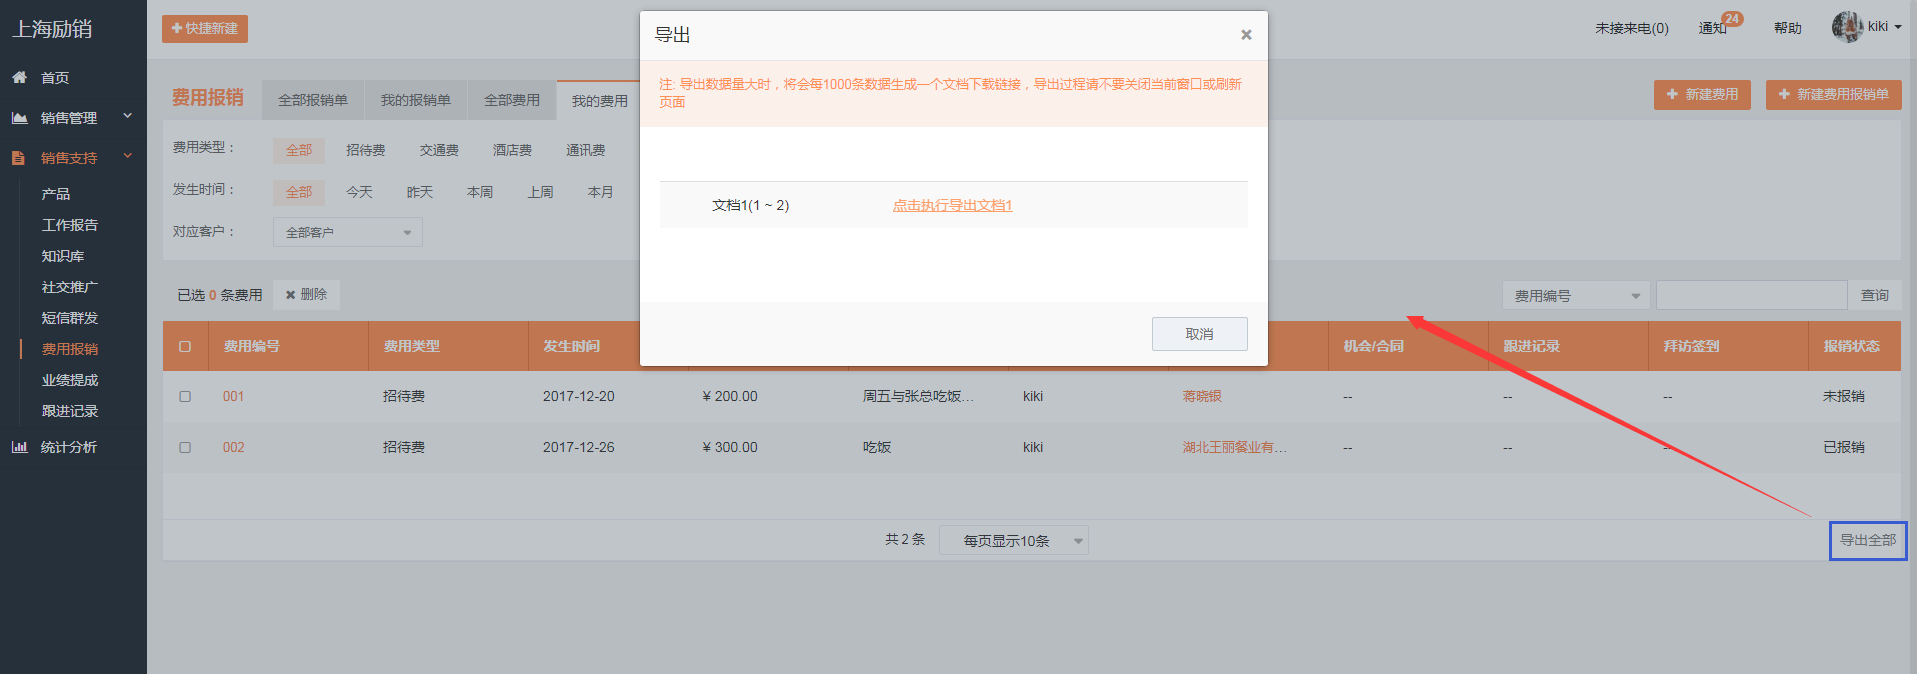 上海励销
快捷新建
未接来电(0)
通知
24
帮助
kiki
首页
销售管理
销售支持
产品
工作报告
知识库
社交推广
短信群发
费用报销
业绩提成
跟进记录
统计分析
费用报销
全部报销单
我的报销单
全部费用
我的费用
新建费用
新建费用报销单
费用类型：
全部
招待费
交通费
酒店费
通讯费
发生时间：
全部
今天
昨天
本周
上周
本月
对应客户：
全部客户
导出
×
注: 导出数据量大时，将会每1000条数据生成一个文档下载链接，导出过程请不要关闭当前窗口或刷新
页面
文档1(1 ~ 2)
点击执行导出文档1
取消
已选 0 条费用
删除
费用编号
查询
费用编号
费用类型
发生时间
机会/合同
跟进记录
拜访签到
报销状态
001
招待费
2017-12-20
¥ 200.00
周五与张总吃饭...
kiki
蒋晓银
--
--
--
未报销
002
招待费
2017-12-26
¥ 300.00
吃饭
kiki
湖北王丽餐业有...
--
--
--
已报销
共 2 条
每页显示10条
导出全部